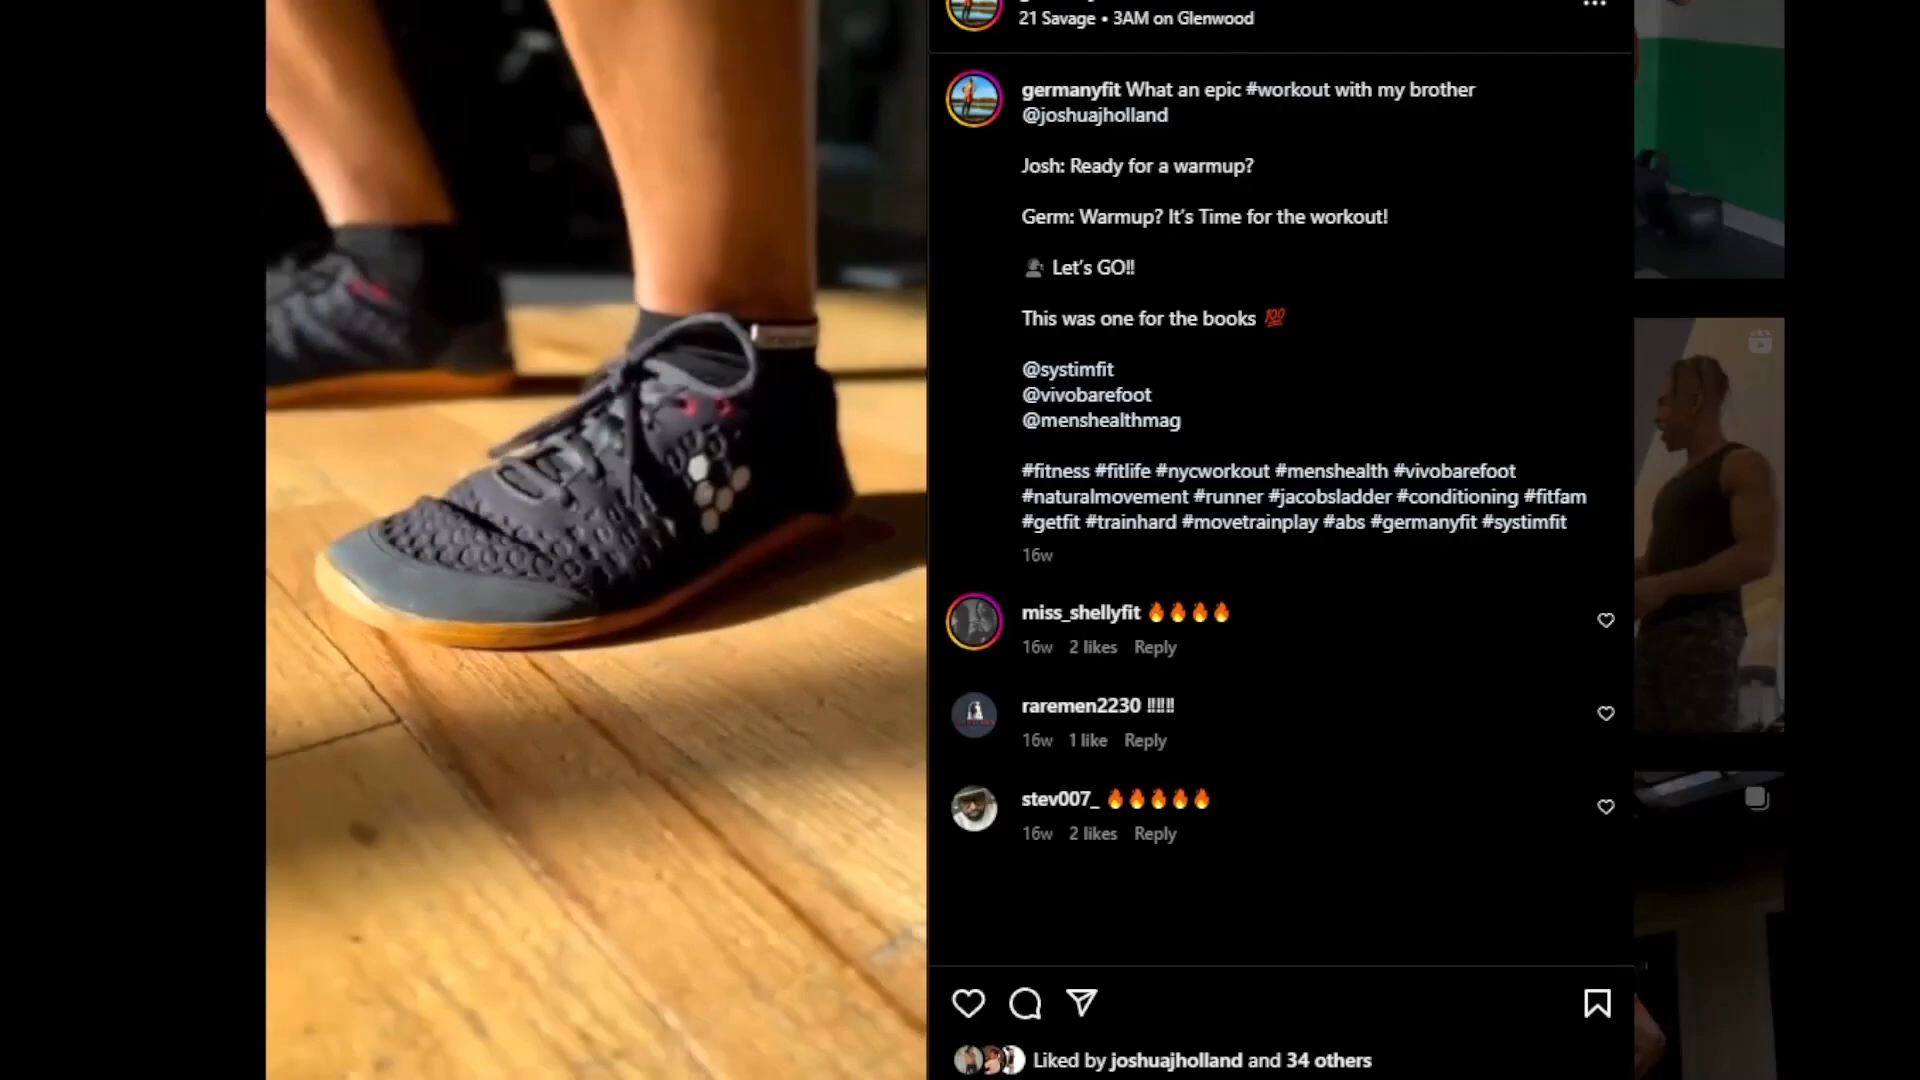 21 Savage • 3AM on Glenwood
germanyfit What an epic #workout with my brother
@joshuajholland
Josh: Ready for a warmup?
Germ: Warmup? It's Time for the workout!
🗣 Let's GO!!
This was one for the books 💯
@systimfit
@vivobarefoot
@menshealthmag
#fitness #fitlife #nycworkout #menshealth #vivobarefoot
#naturalmovement #runner #jacobsladder #conditioning #fitfam
#getfit #trainhard #movetrainplay #abs #germanyfit #systimfit
16w
miss_shellyfit 🔥🔥🔥🔥
16w 2 likes Reply
raremen2230 ‼️‼️
16w 1 like Reply
stev007_ 🔥🔥🔥🔥🔥
16w 2 likes Reply
Liked by joshuajholland and 34 others